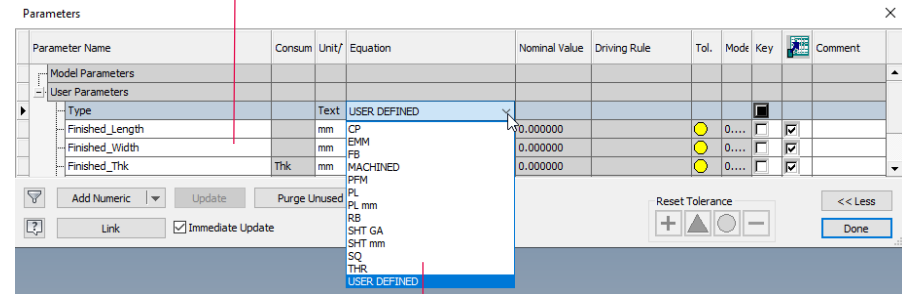 Parameters
Parameter Name Consum Unit/ Equation Nominal Value Driving Rule Tol. Mode Key Comment
Model Parameters
User Parameters
Type Text USER DEFINED
Finished_Length mm 0.000000 0....
Finished_Width mm 0.000000 0....
Finished_Thk Thk mm 0.000000 0....
CP
EMM
FB
MACHINED
PFM
PL
PL mm
RB
SHT GA
SHT mm
SQ
THR
USER DEFINED
Add Numeric Update Purge Unused Reset Tolerance << Less
Link Immediate Update Done